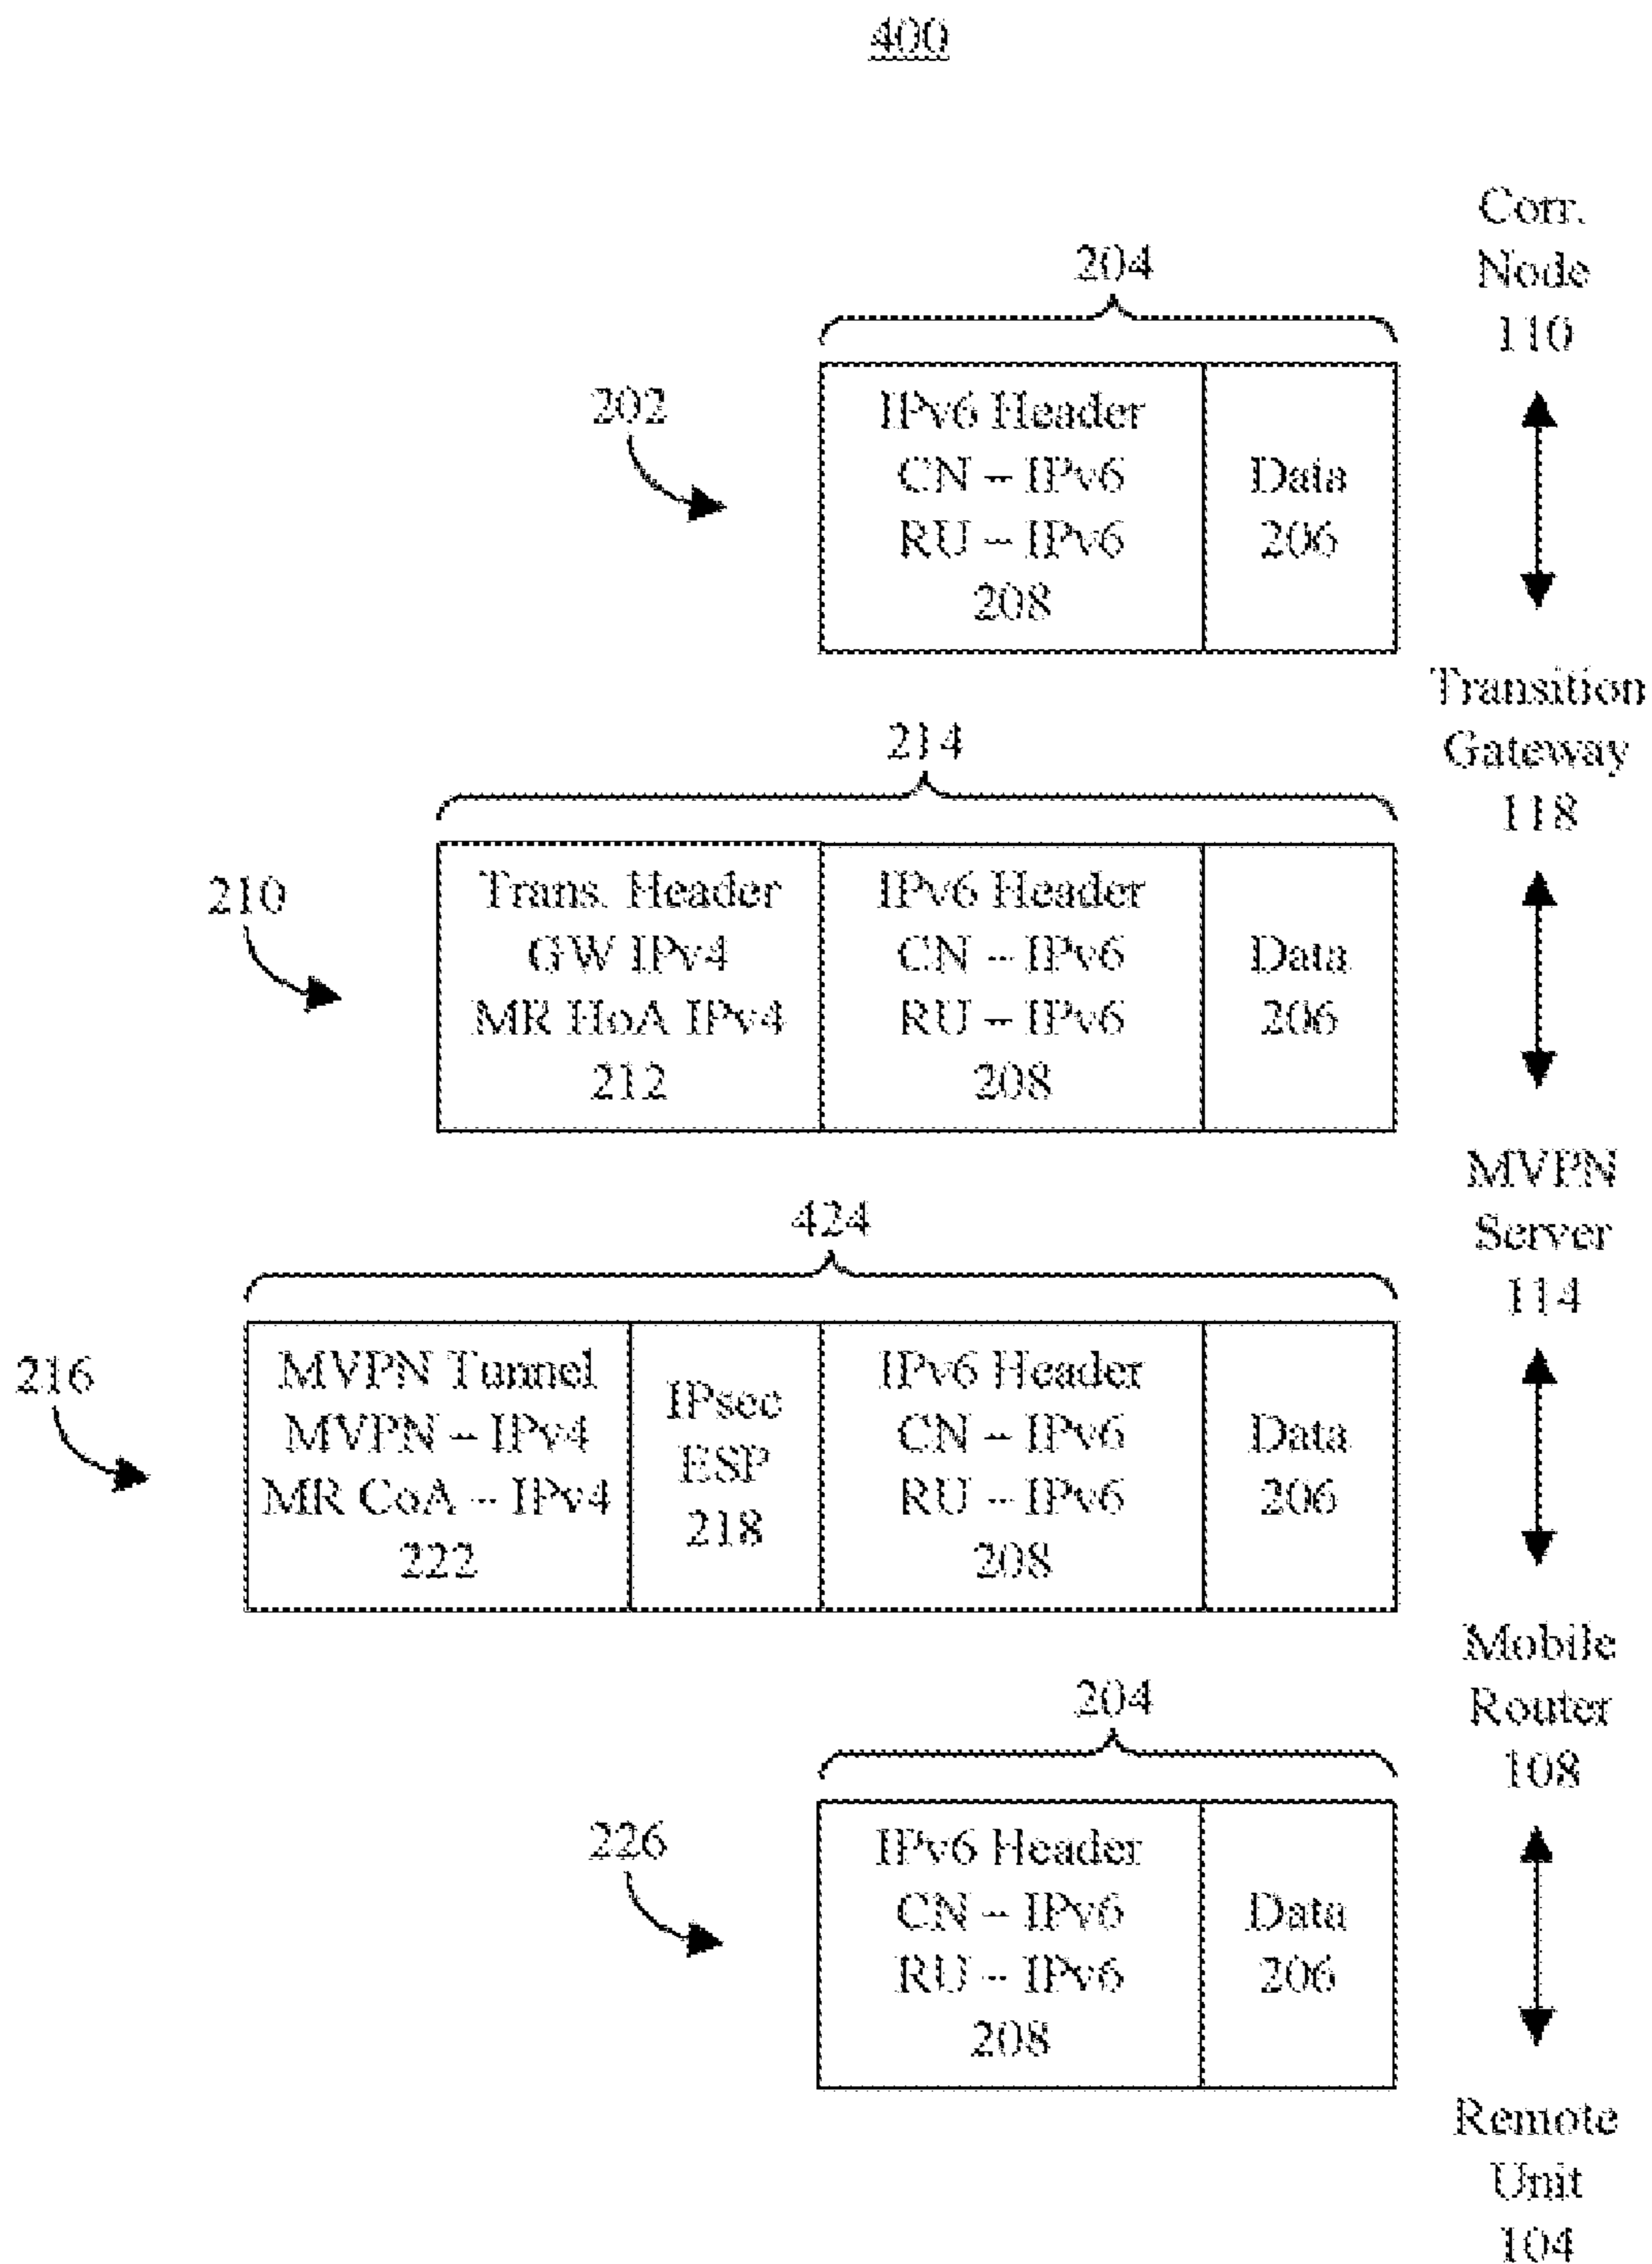 400
Corr.
Node
110
204
202
IPv6 Header
CN – IPv6
RU – IPv6
208
Data
206
Transition
Gateway
118
214
210
Trans. Header
GW IPv4
MR HoA IPv4
212
IPv6 Header
CN – IPv6
RU – IPv6
208
Data
206
MVPN
Server
114
424
216
MVPN Tunnel
MVPN – IPv4
MR CoA – IPv4
222
IPsec
ESP
218
IPv6 Header
CN – IPv6
RU – IPv6
208
Data
206
Mobile
Router
108
204
226
IPv6 Header
CN – IPv6
RU – IPv6
208
Data
206
Remote
Unit
104